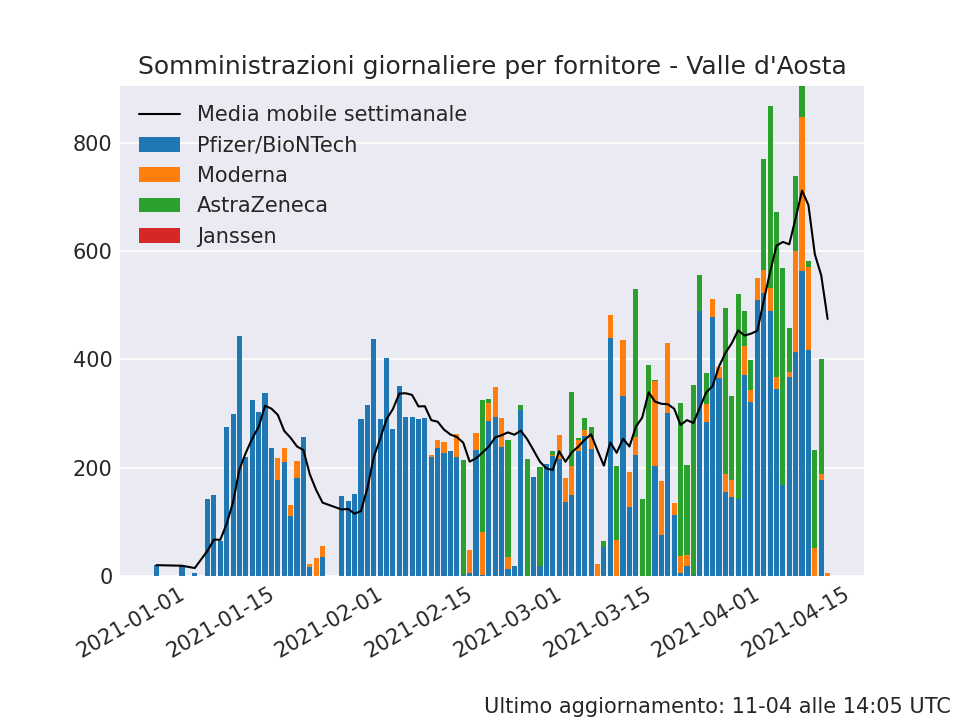 Somministrazioni giornaliere per fornitore - Valle d'Aosta
Media mobile settimanale
Pfizer/BioNTech
Moderna
AstraZeneca
Janssen
800
600
400
200
0
2021-01-01
2021-01-15
2021-02-01
2021-02-15
2021-03-01
2021-03-15
2021-04-01
2021-04-15
Ultimo aggiornamento: 11-04 alle 14:05 UTC